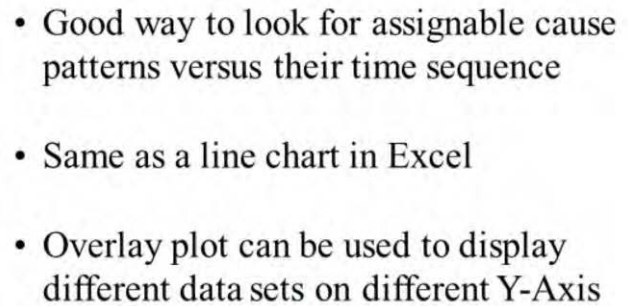 • Good way to look for assignable cause
patterns versus their time sequence
• Same as a line chart in Excel
• Overlay plot can be used to display
different data sets on different Y-Axis